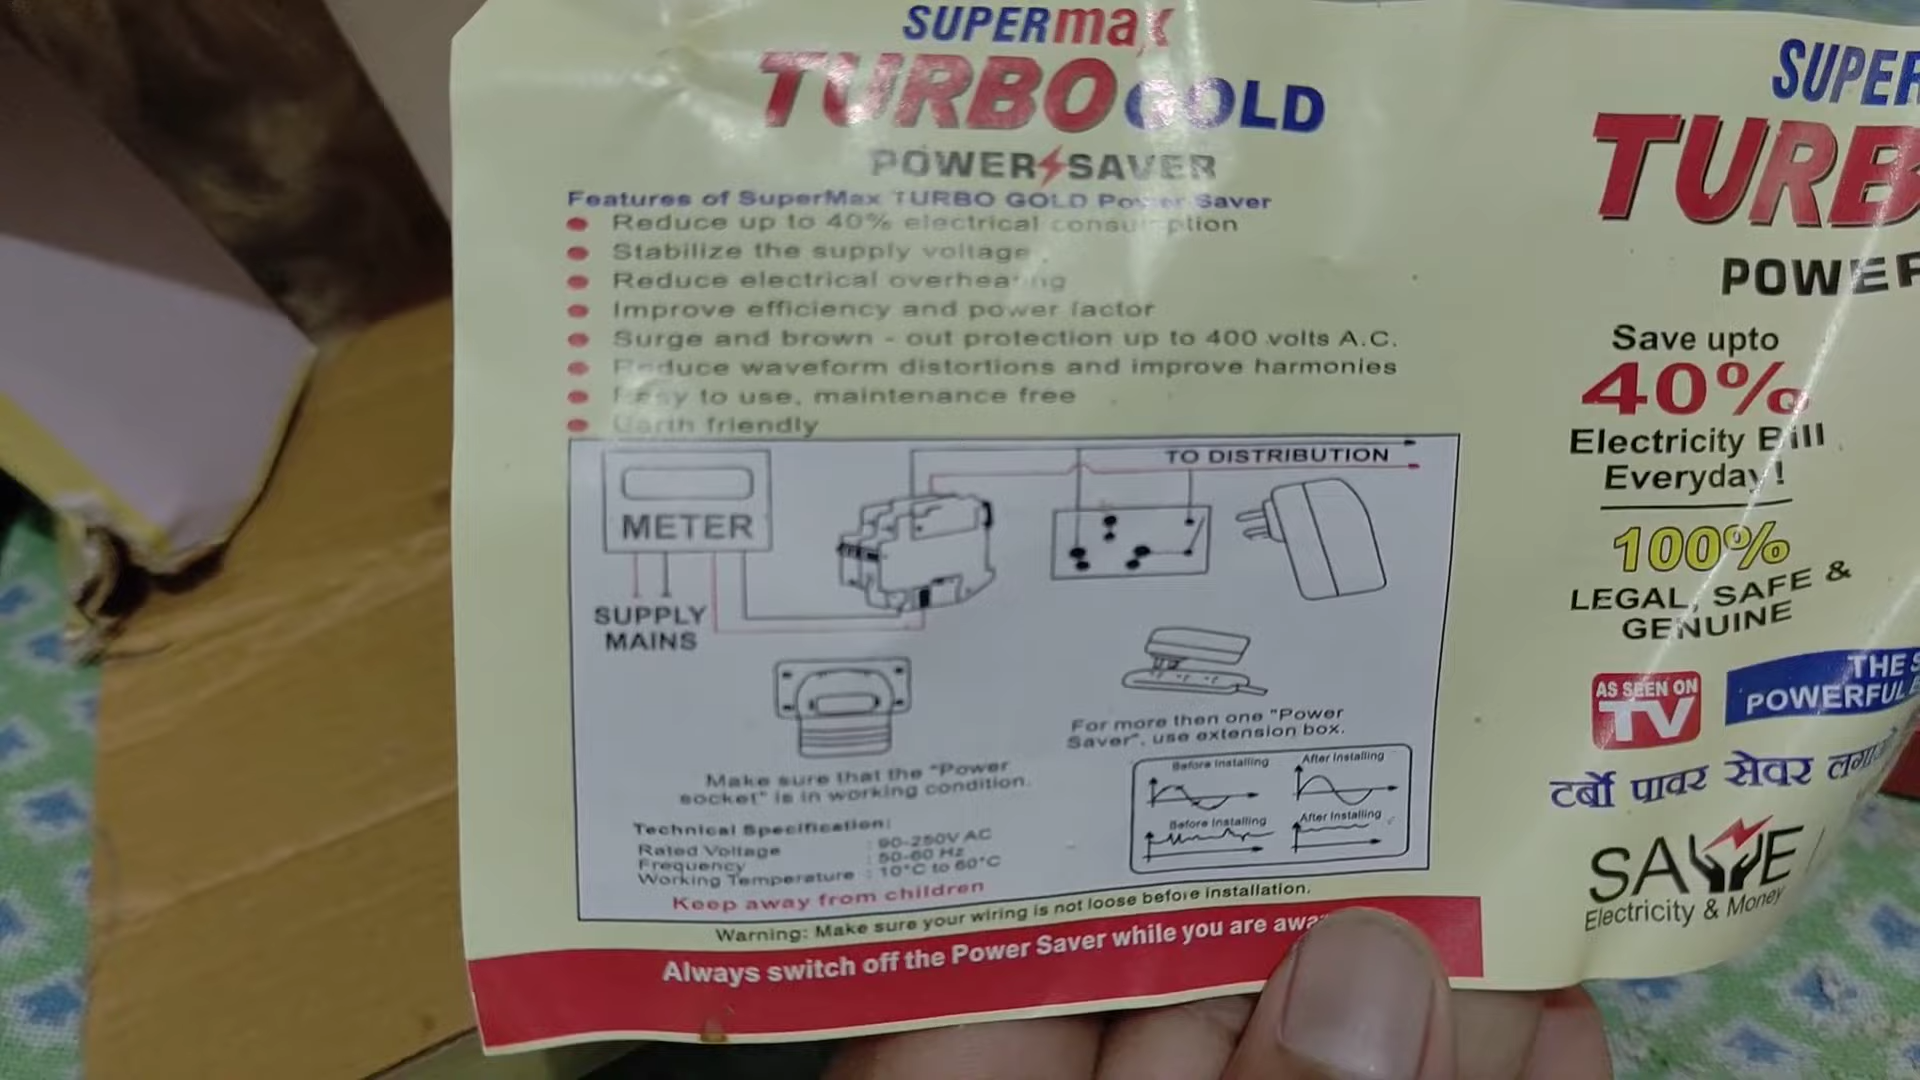 SUPERmax
TURBO GOLD
POWER SAVER
Features of SuperMax TURBO GOLD Power Saver
Reduce up to 40% electrical consumption
Stabilize the supply voltage
Reduce electrical overheating
Improve efficiency and power factor
Surge and brown - out protection up to 400 volts A.C.
Reduce waveform distortions and improve harmonies
Easy to use, maintenance free
Earth friendly
TO DISTRIBUTION
METER
SUPPLY
MAINS
Make sure that the "Power
socket" is in working condition.
For more then one "Power
Saver", use extension box.
Before Installing
After Installing
Before Installing
After Installing
Technical Specification:
Rated Voltage : 90-250V AC
Frequency : 50-60 Hz
Working Temperature : 10°C to 60°C
Keep away from children
Warning: Make sure your wiring is not loose before installation.
Always switch off the Power Saver while you are
SUPER
TURB
POWER
Save upto
40%
Electricity Bill
Everyday!
100%
LEGAL, SAFE &
GENUINE
AS SEEN ON
TV
THE
POWERFUL
टर्बो पावर सेवर
SAVE
Electricity & Money